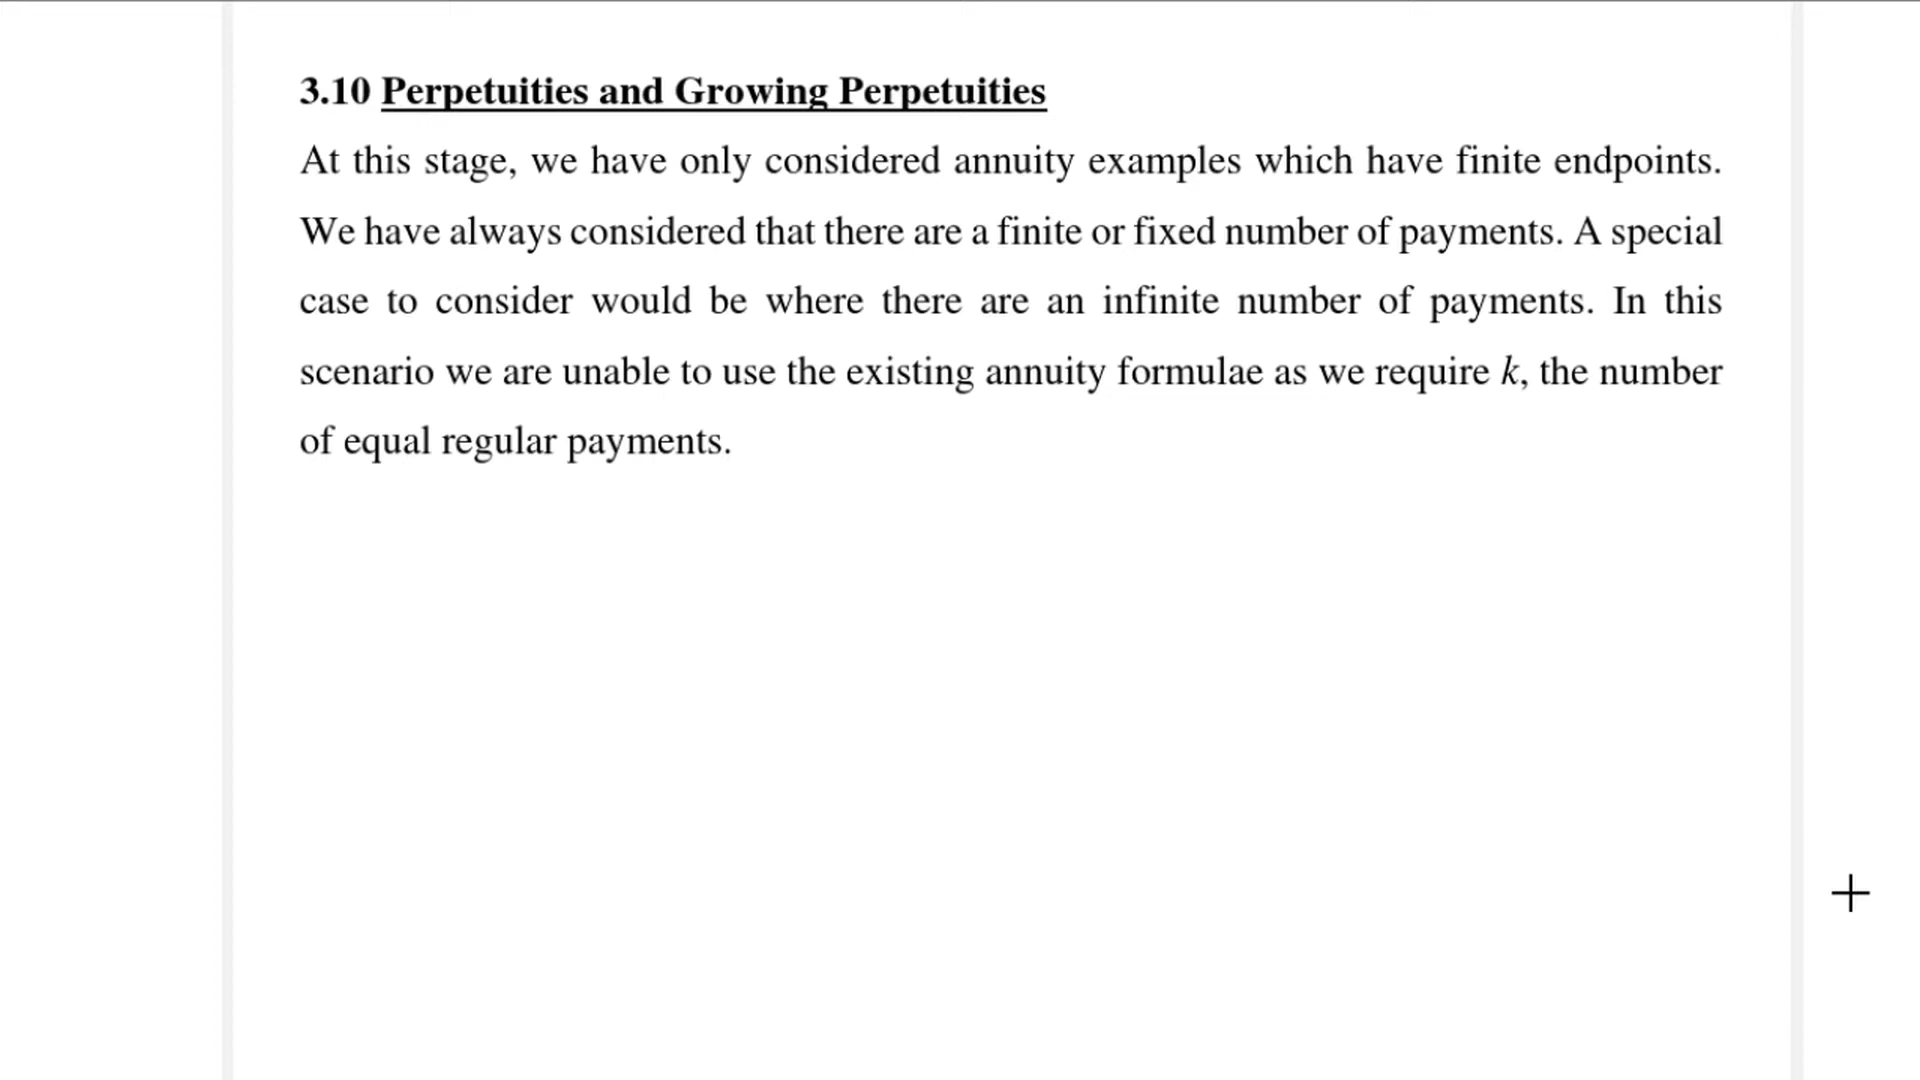 3.10 Perpetuities and Growing Perpetuities
At this stage, we have only considered annuity examples which have finite endpoints.
We have always considered that there are a finite or fixed number of payments. A special
case to consider would be where there are an infinite number of payments. In this
scenario we are unable to use the existing annuity formulae as we require k, the number
of equal regular payments.